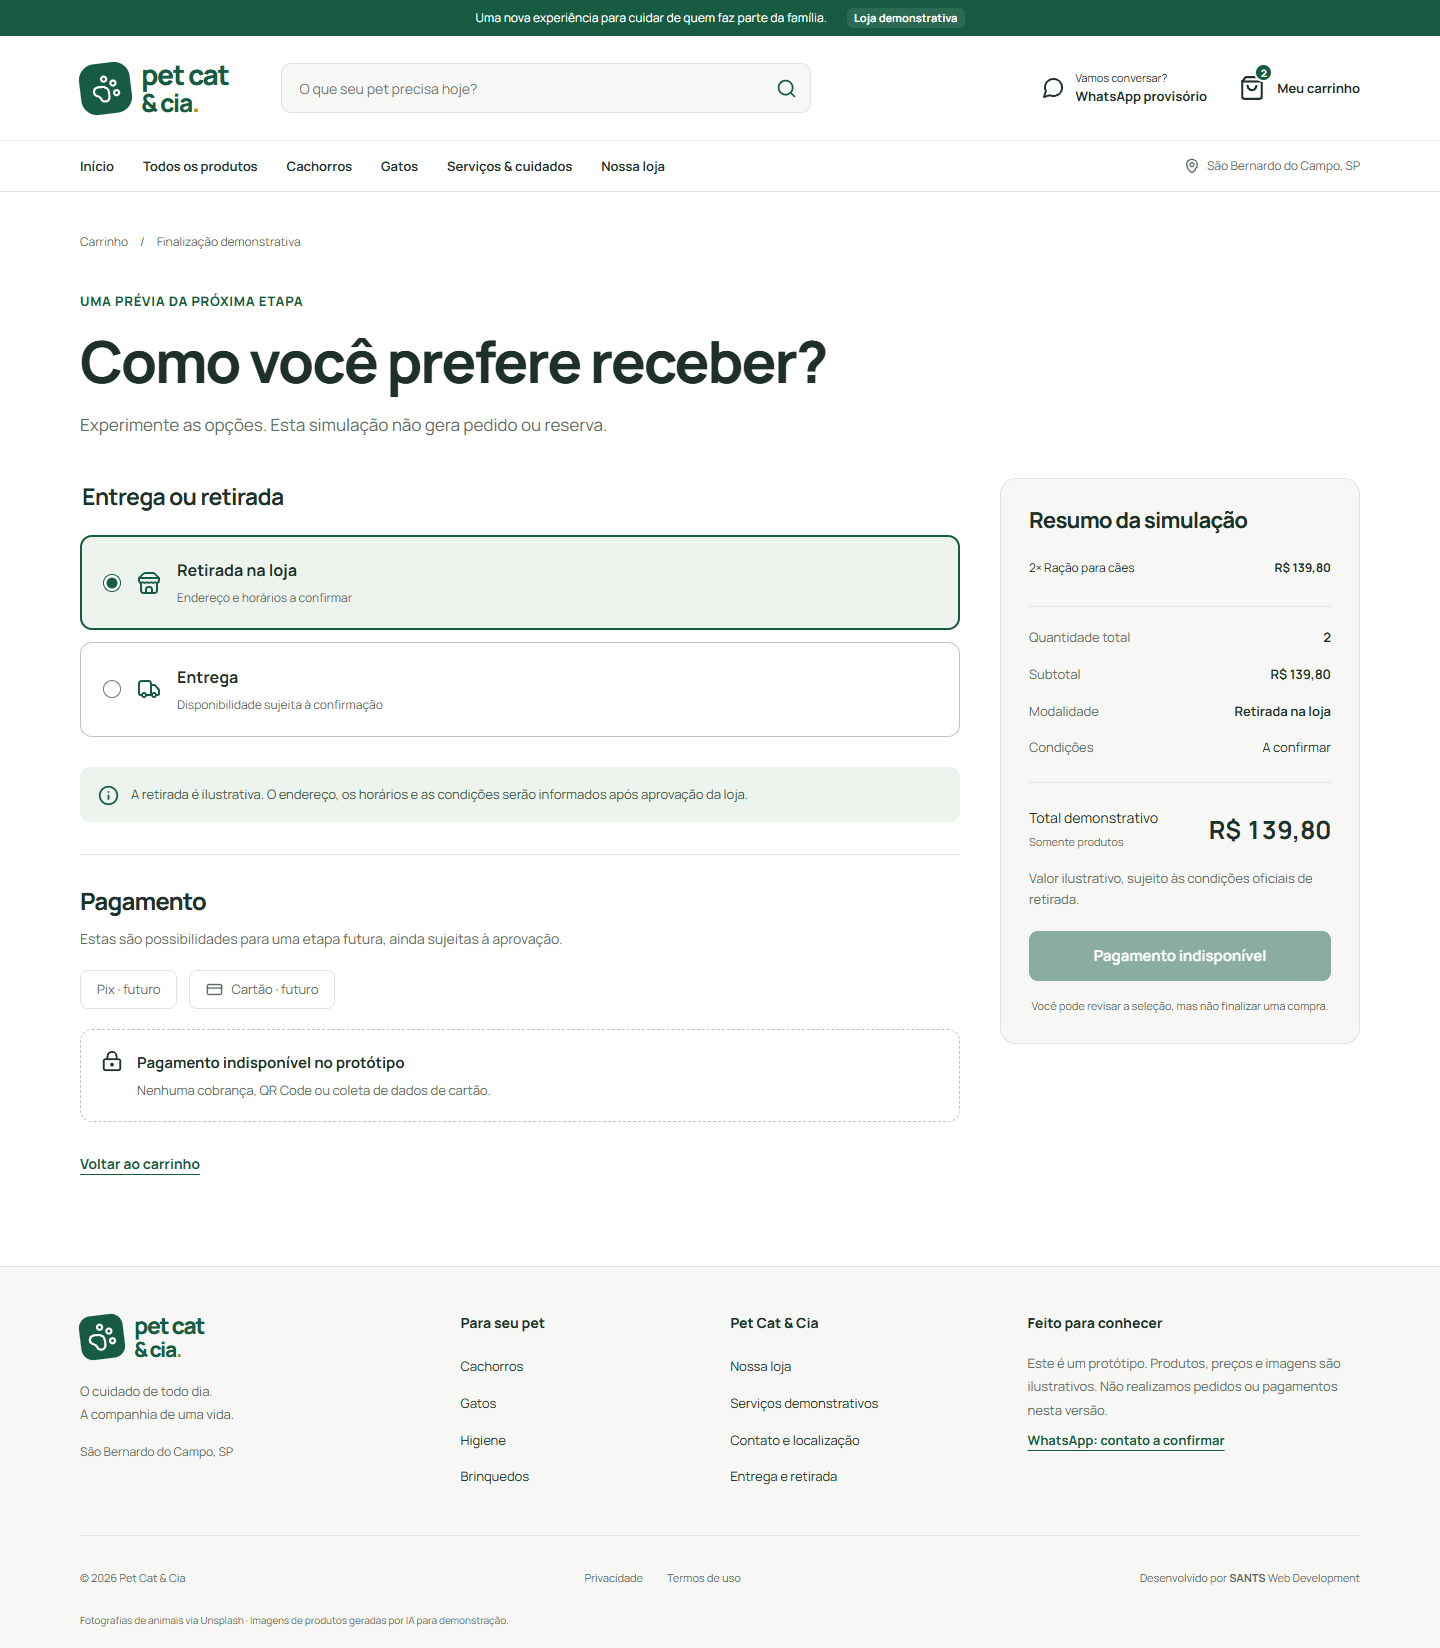 Uma nova experiência para cuidar de quem faz parte da família.
Loja demonstrativa
pet cat
& cia.
O que seu pet precisa hoje?
Vamos conversar?
WhatsApp provisório
2
Meu carrinho
Início
Todos os produtos
Cachorros
Gatos
Serviços & cuidados
Nossa loja
São Bernardo do Campo, SP
Carrinho / Finalização demonstrativa
UMA PRÉVIA DA PRÓXIMA ETAPA
Como você prefere receber?
Experimente as opções. Esta simulação não gera pedido ou reserva.
Entrega ou retirada
Retirada na loja
Endereço e horários a confirmar
Entrega
Disponibilidade sujeita à confirmação
A retirada é ilustrativa. O endereço, os horários e as condições serão informados após aprovação da loja.
Pagamento
Estas são possibilidades para uma etapa futura, ainda sujeitas à aprovação.
Pix · futuro
Cartão · futuro
Pagamento indisponível no protótipo
Nenhuma cobrança, QR Code ou coleta de dados de cartão.
Voltar ao carrinho
Resumo da simulação
2× Ração para cães R$ 139,80
Quantidade total 2
Subtotal R$ 139,80
Modalidade Retirada na loja
Condições A confirmar
Total demonstrativo
Somente produtos
R$ 139,80
Valor ilustrativo, sujeito às condições oficiais de
retirada.
Pagamento indisponível
Você pode revisar a seleção, mas não finalizar uma compra.
pet cat
& cia.
O cuidado de todo dia.
A companhia de uma vida.
São Bernardo do Campo, SP
Para seu pet
Cachorros
Gatos
Higiene
Brinquedos
Pet Cat & Cia
Nossa loja
Serviços demonstrativos
Contato e localização
Entrega e retirada
Feito para conhecer
Este é um protótipo. Produtos, preços e imagens são
ilustrativos. Não realizamos pedidos ou pagamentos
nesta versão.
WhatsApp: contato a confirmar
© 2026 Pet Cat & Cia
Privacidade
Termos de uso
Desenvolvido por SANTS Web Development
Fotografias de animais via Unsplash · Imagens de produtos geradas por IA para demonstração.